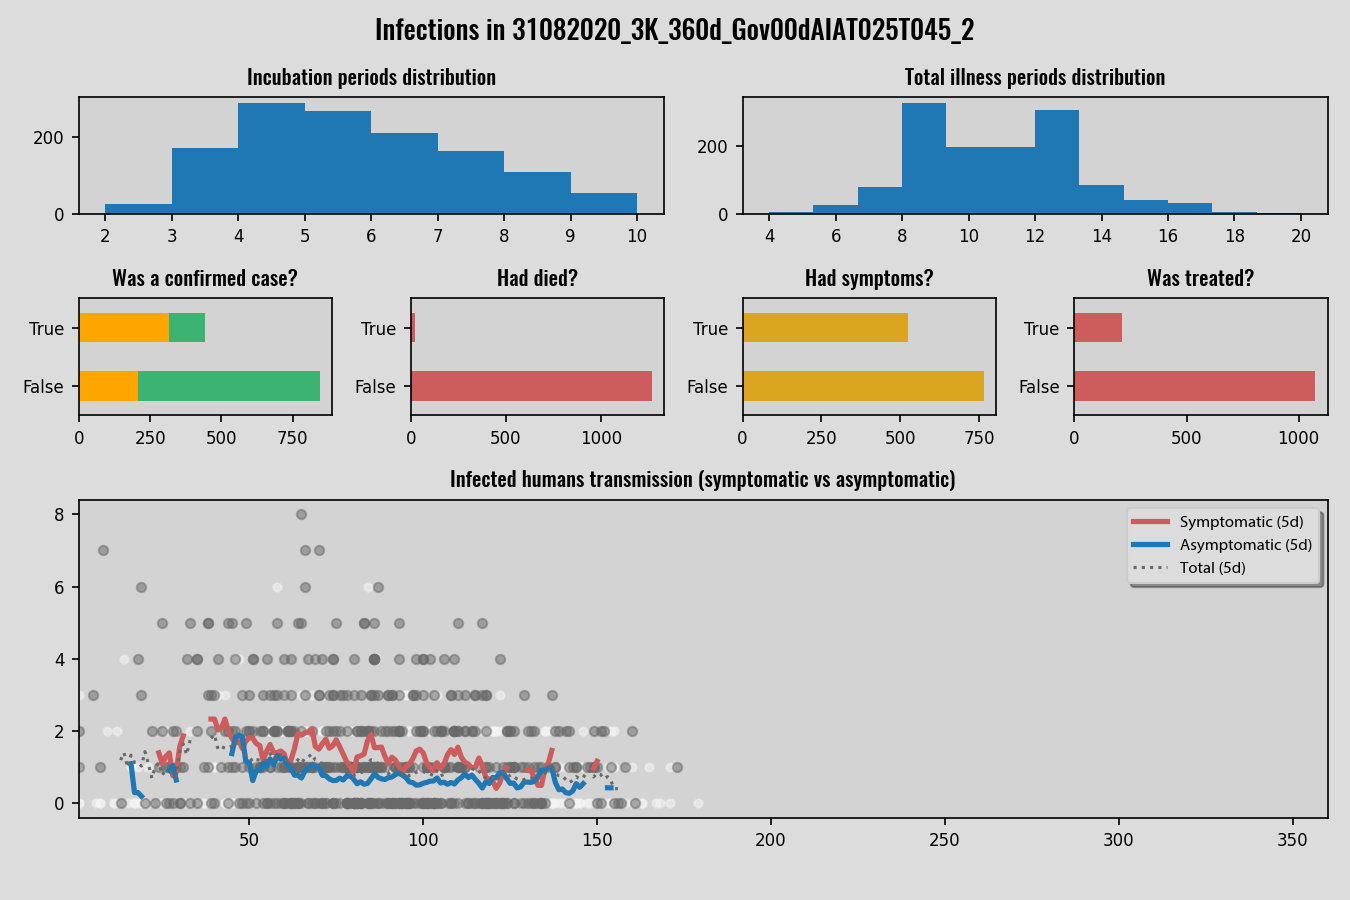 Infections in 31082020_3K_360d_Gov00dAIAT025T045_2
Incubation periods distribution
Total illness periods distribution
200
0
2 3 4 5 6 7 8 9 10
200
0
4 6 8 10 12 14 16 18 20
Was a confirmed case?
Had died?
Had symptoms?
Was treated?
True
False
0 250 500 750
True
False
0 500 1000
True
False
0 250 500 750
True
False
0 500 1000
Infected humans transmission (symptomatic vs asymptomatic)
8
6
4
2
0
Symptomatic (5d)
Asymptomatic (5d)
Total (5d)
50 100 150 200 250 300 350